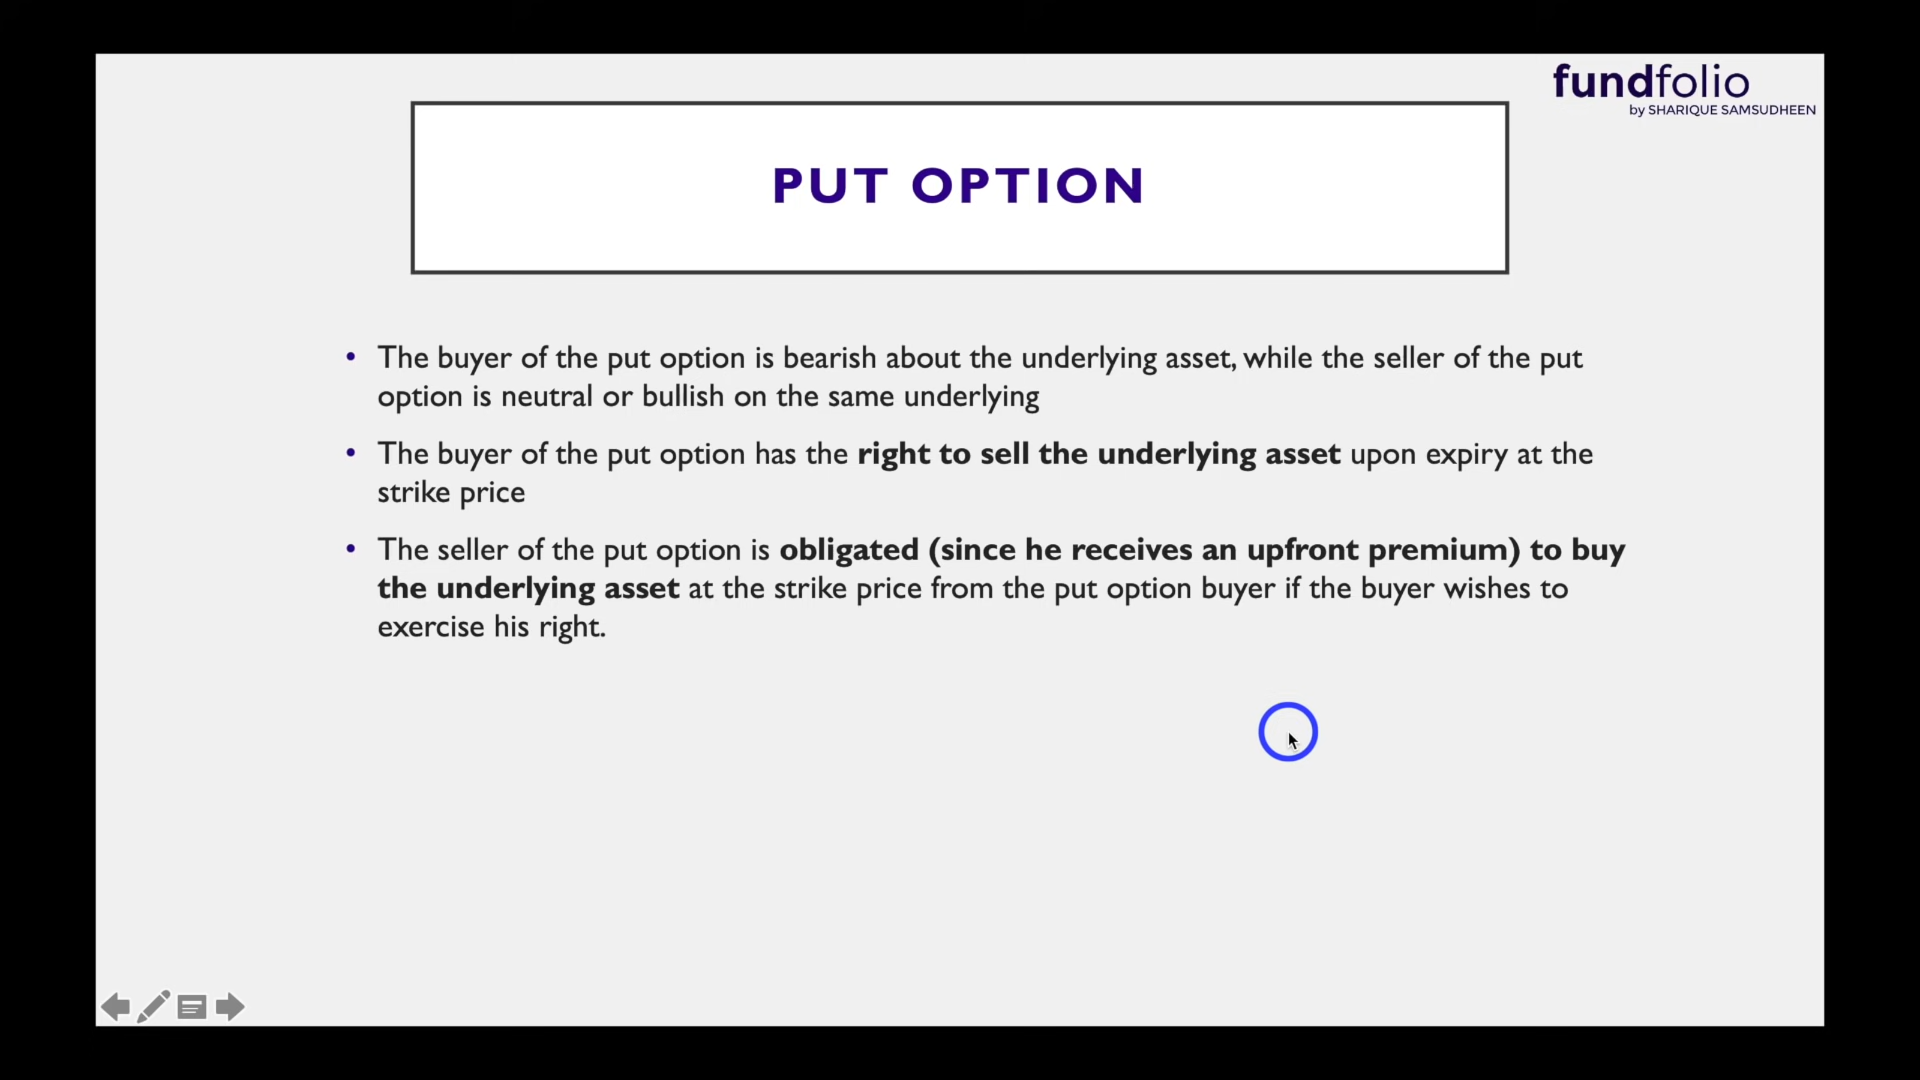 fundfolio
by SHARIQUE SAMSUDHEEN
PUT OPTION
• The buyer of the put option is bearish about the underlying asset, while the seller of the put
option is neutral or bullish on the same underlying
• The buyer of the put option has the right to sell the underlying asset upon expiry at the
strike price
• The seller of the put option is obligated (since he receives an upfront premium) to buy
the underlying asset at the strike price from the put option buyer if the buyer wishes to
exercise his right.